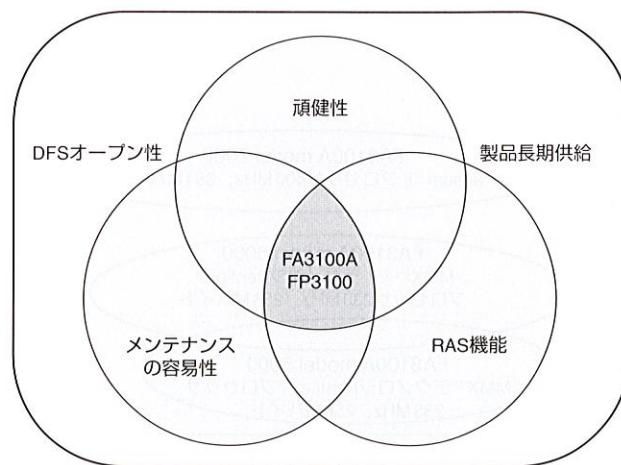 頑健性
DFSオープン性
製品長期供給
FA3100A
FP3100
メンテナンス
の容易性
RAS機能